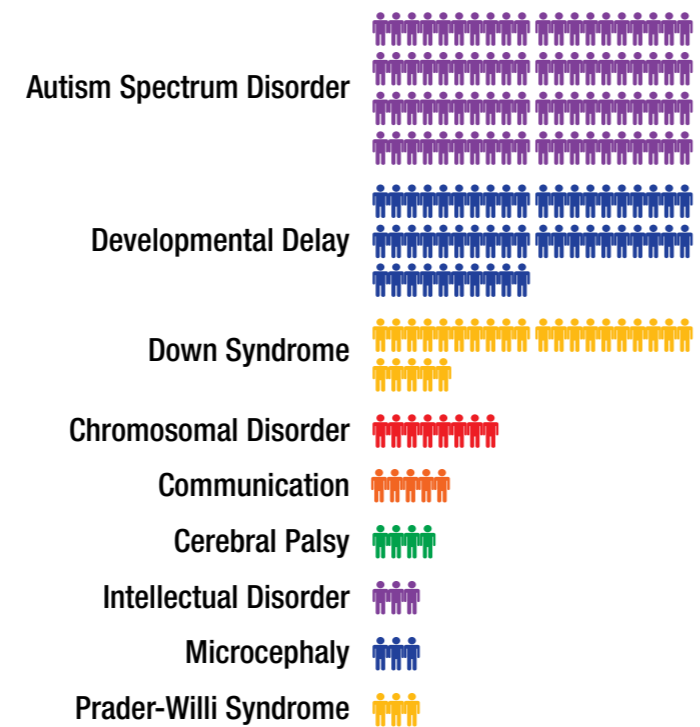 Autism Spectrum Disorder
Developmental Delay
Down Syndrome
Chromosomal Disorder
Communication
Cerebral Palsy
Intellectual Disorder
Microcephaly
Prader-Willi Syndrome